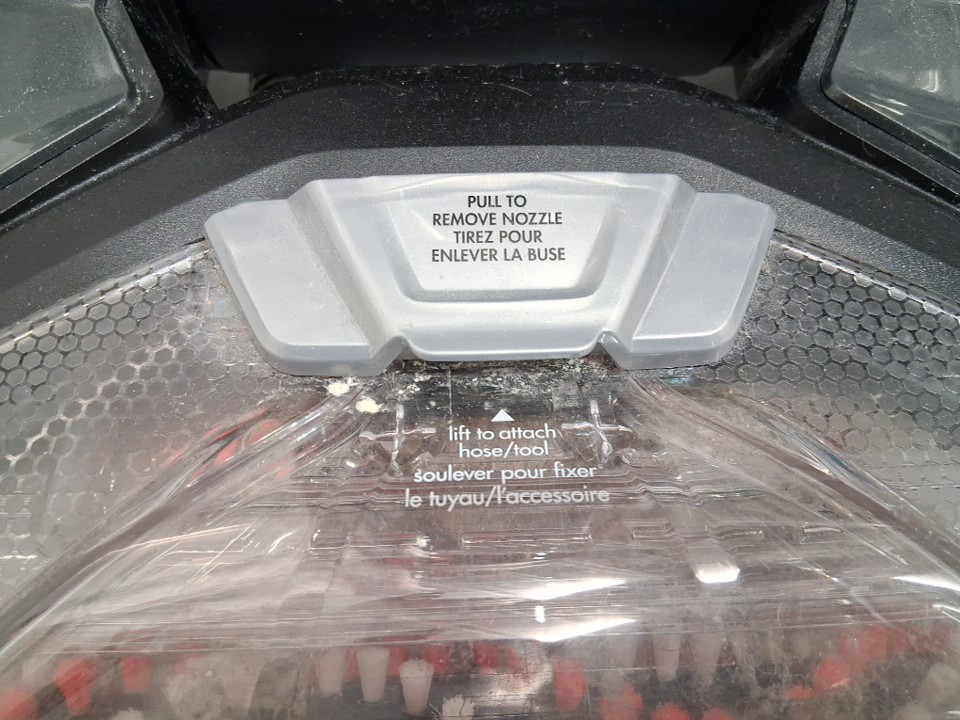 PULL TO
REMOVE NOZZLE
TIREZ POUR
ENLEVER LA BUSE
lift to attach
hose/tool
soulever pour fixer
le tuyau/l'accessoire